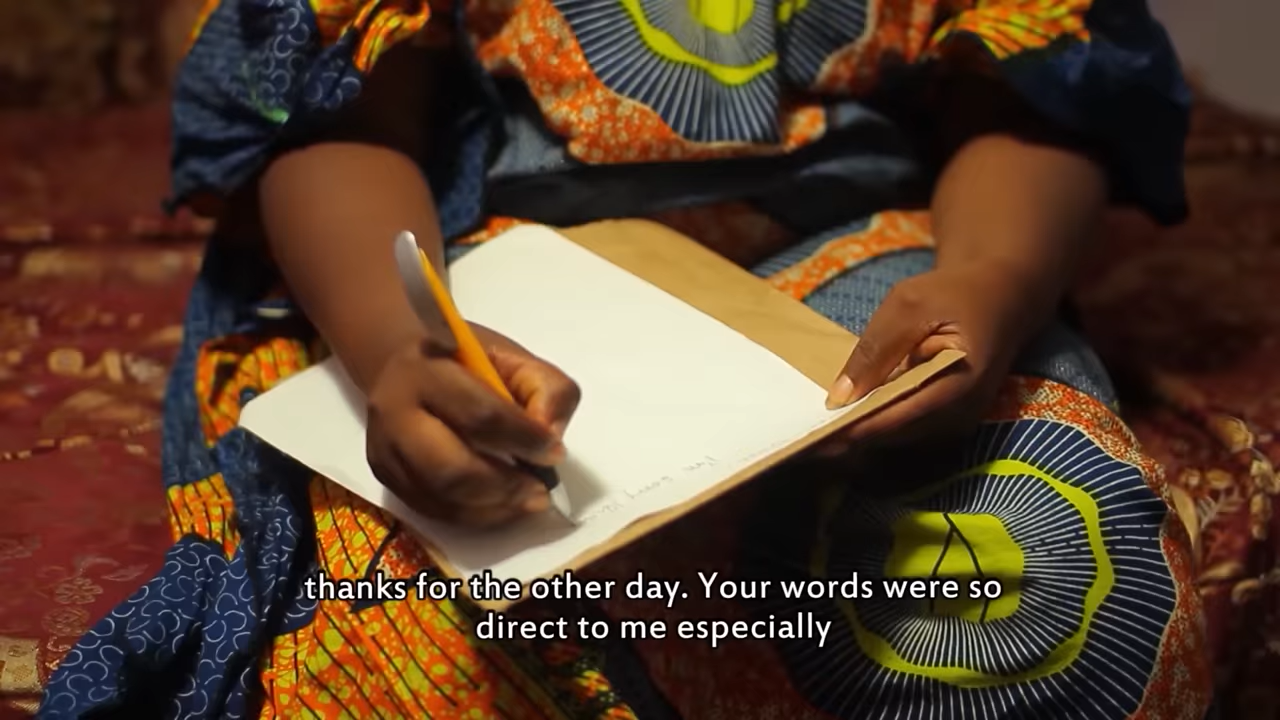 thanks for the other day. Your words were so
direct to me especially